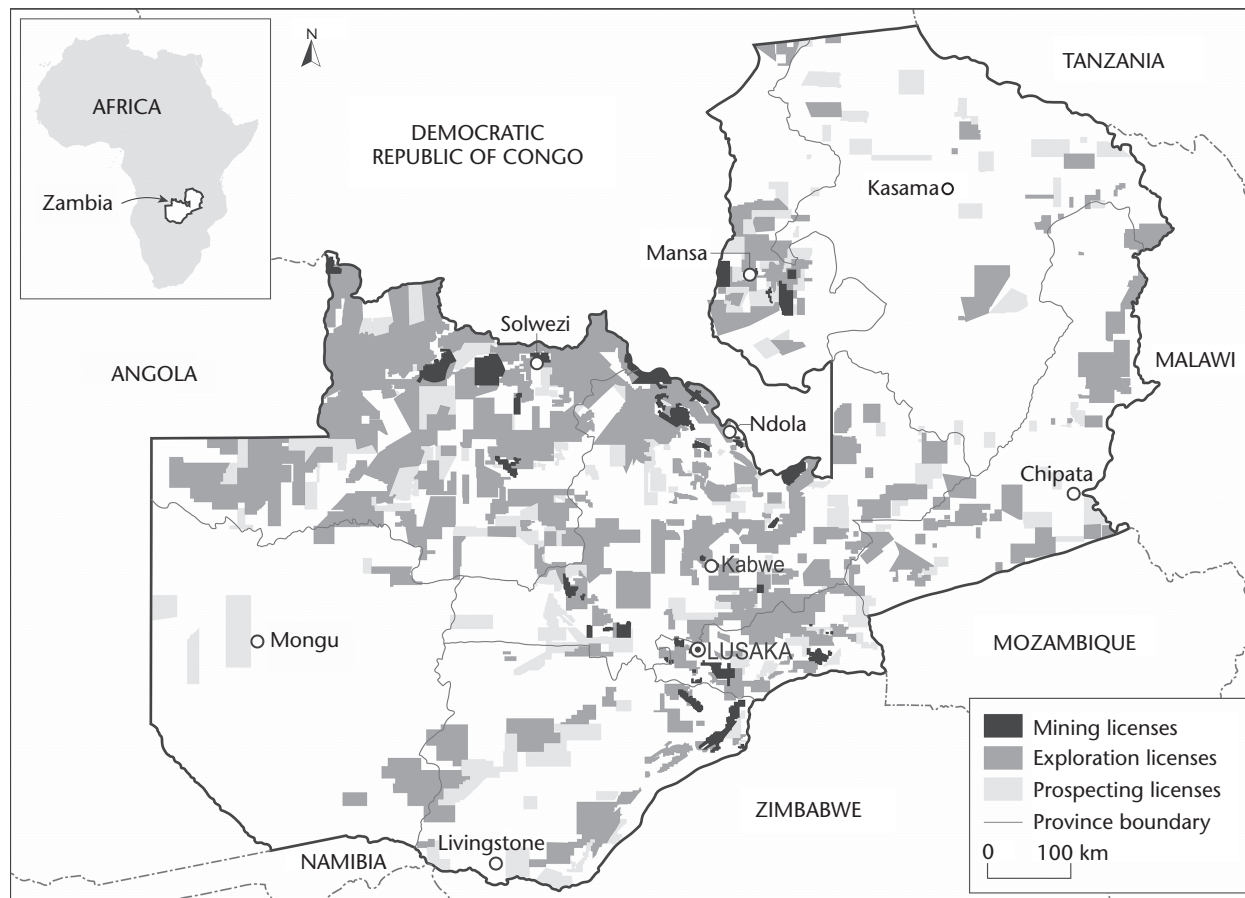 AFRICA
Zambia
N
DEMOCRATIC
REPUBLIC OF CONGO
TANZANIA
Kasama
Mansa
Solwezi
ANGOLA
MALAWI
Ndola
Chipata
Kabwe
Mongu
LUSAKA
MOZAMBIQUE
ZIMBABWE
Livingstone
NAMIBIA
Mining licenses
Exploration licenses
Prospecting licenses
Province boundary
0 100 km